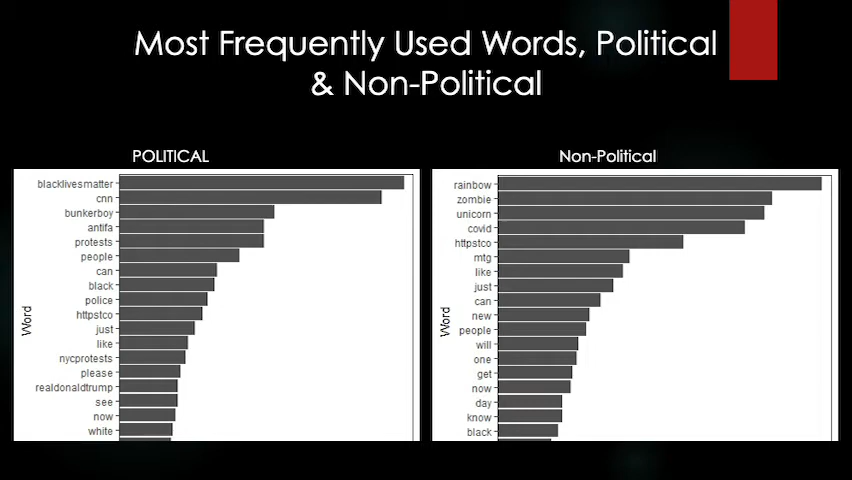 Most Frequently Used Words, Political
& Non-Political
POLITICAL
Word
blacklivesmatter
cnn
bunkerboy
antifa
protests
people
can
black
police
httpstco
just
like
nycprotests
please
realdonaldtrump
see
now
white
Non-Political
Word
rainbow
zombie
unicorn
covid
httpstco
mtg
like
just
can
new
people
will
one
get
now
day
know
black